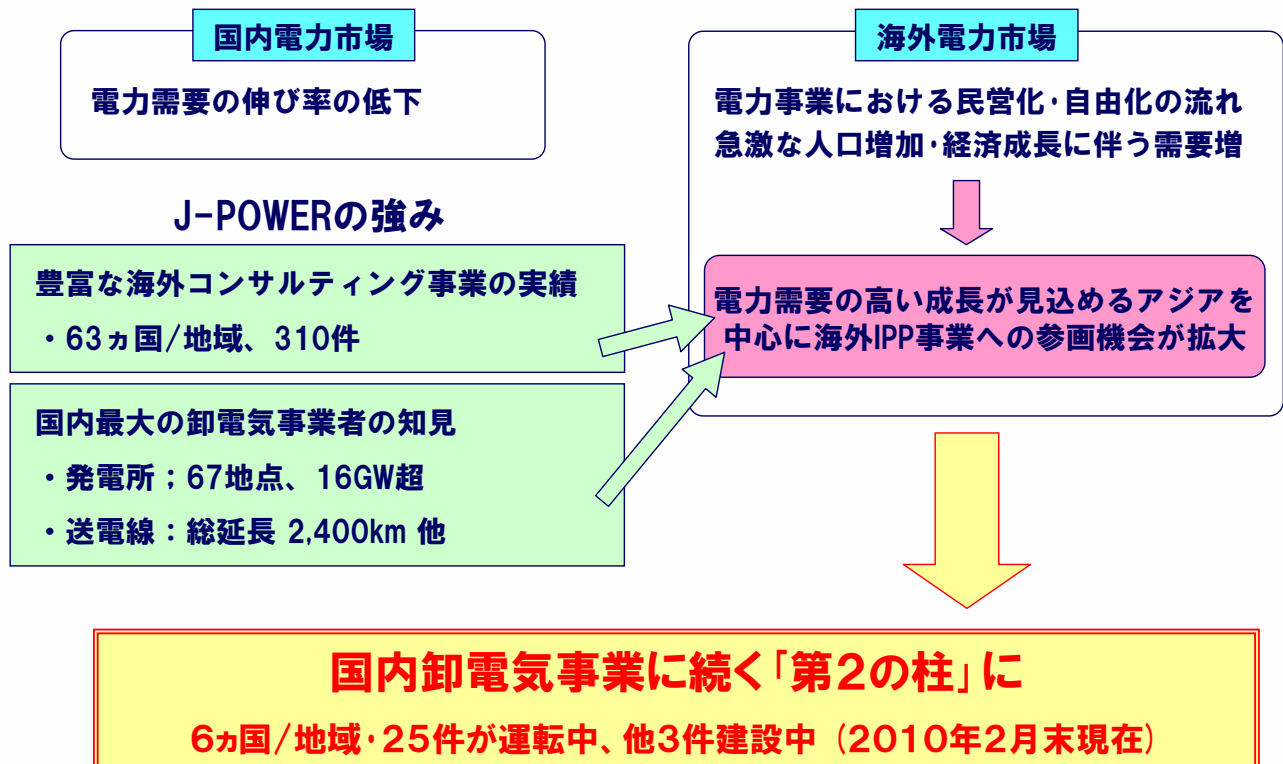 国内電力市場
電力需要の伸び率の低下
海外電力市場
電力事業における民営化・自由化の流れ
急激な人口増加・経済成長に伴う需要増
J-POWERの強み
豊富な海外コンサルティング事業の実績
・63ヵ国/地域、310件
国内最大の卸電気事業者の知見
・発電所；67地点、16GW超
・送電線：総延長 2,400km 他
電力需要の高い成長が見込めるアジアを
中心に海外IPP事業への参画機会が拡大
国内卸電気事業に続く「第2の柱」に
6ヵ国/地域・25件が運転中、他3件建設中（2010年2月末現在）